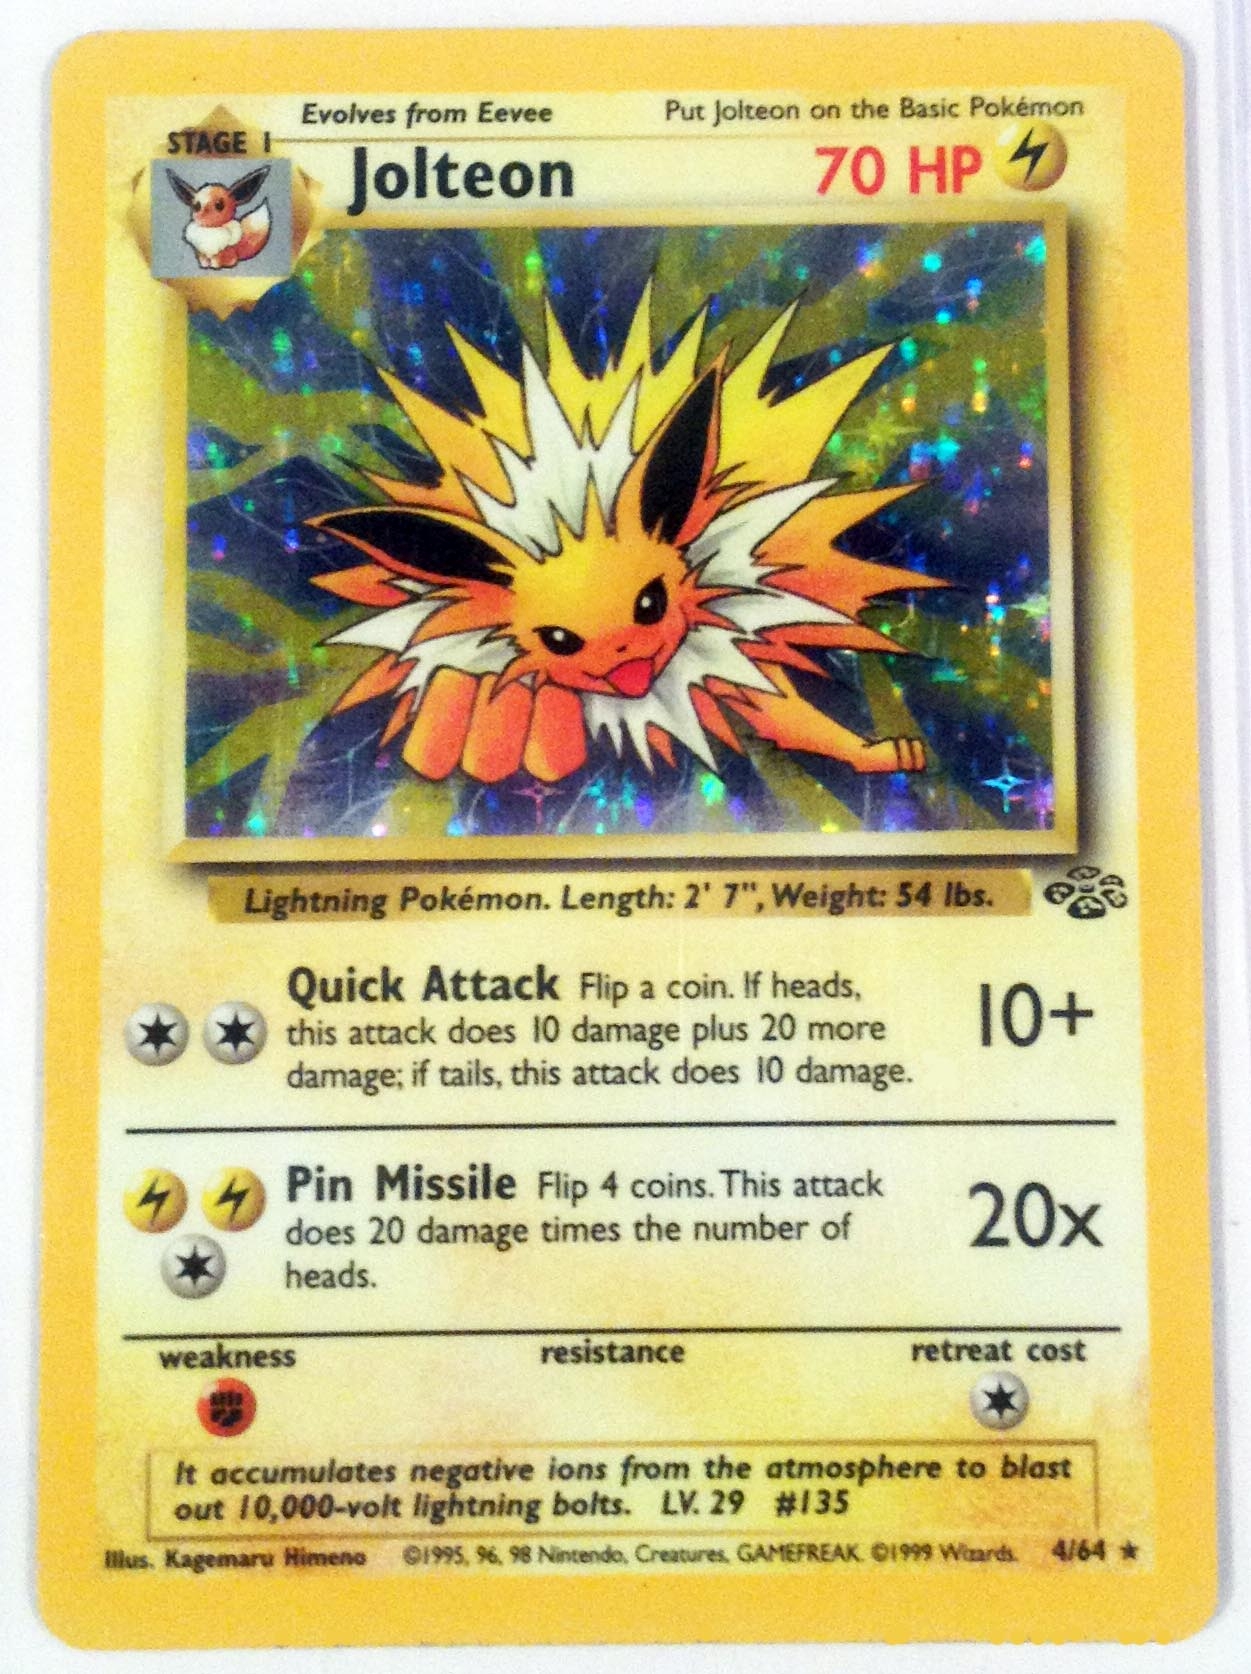 Evolves from Eevee Put Jolteon on the Basic Pokémon
STAGE 1
Jolteon 70 HP
Lightning Pokémon. Length: 2' 7", Weight: 54 lbs.
Quick Attack Flip a coin. If heads,
this attack does 10 damage plus 20 more
damage; if tails, this attack does 10 damage.
10+
Pin Missile Flip 4 coins. This attack
does 20 damage times the number of
heads.
20x
weakness resistance retreat cost
It accumulates negative ions from the atmosphere to blast
out 10,000-volt lightning bolts. LV. 29 #135
Illus. Kagemaru Himeno ©1995, 96, 98 Nintendo, Creatures, GAMEFREAK. ©1999 Wizards. 4/64 ★